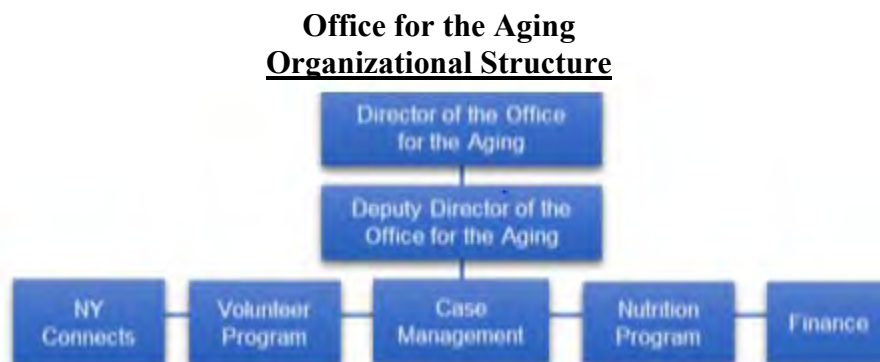 Office for the Aging
Organizational Structure
Director of the Office
for the Aging
Deputy Director of the
Office for the Aging
NY
Connects
Volunteer
Program
Case
Management
Nutrition
Program
Finance